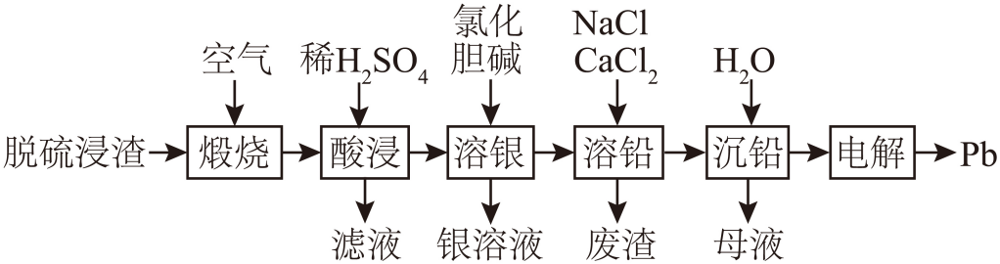 空气
稀H₂SO₄
氯化
胆碱
NaCl
CaCl₂
H₂O
脱硫浸渣
煅烧
酸浸
溶银
溶铅
沉铅
电解
Pb
滤液
银溶液
废渣
母液